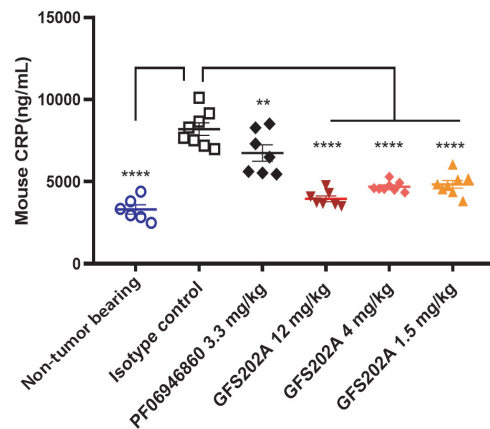 Mouse CRP(ng/mL)
15000
10000
5000
0
****
**
****
****
****
Non-tumor bearing
Isotype control
PF06946860 3.3 mg/kg
GFS202A 12 mg/kg
GFS202A 4 mg/kg
GFS202A 1.5 mg/kg